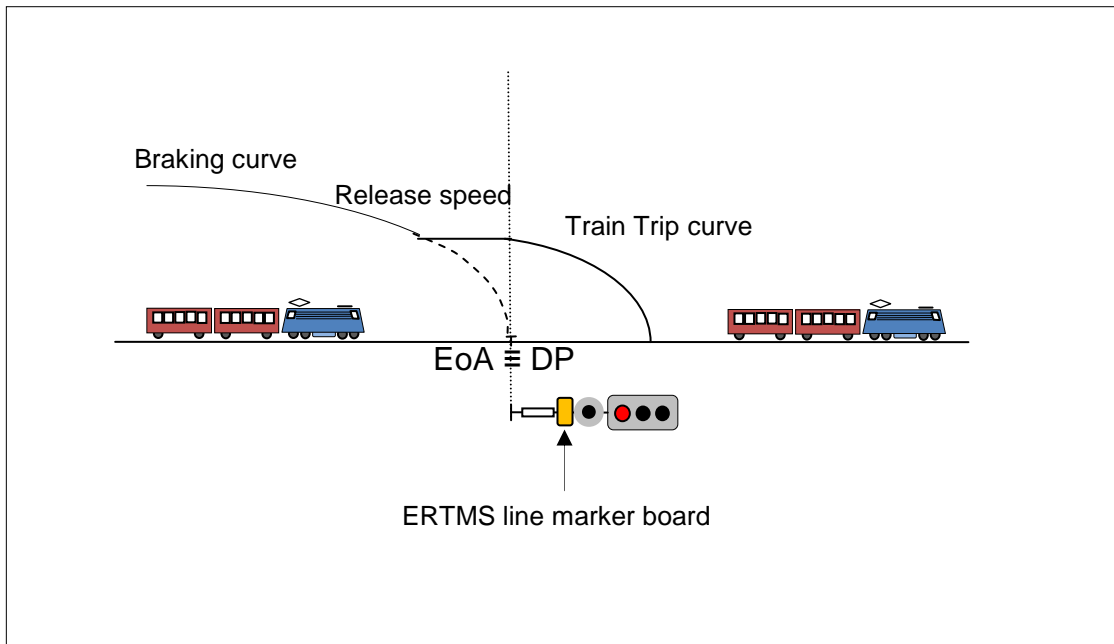 Braking curve
Release speed
Train Trip curve
EoA ≡ DP
ERTMS line marker board